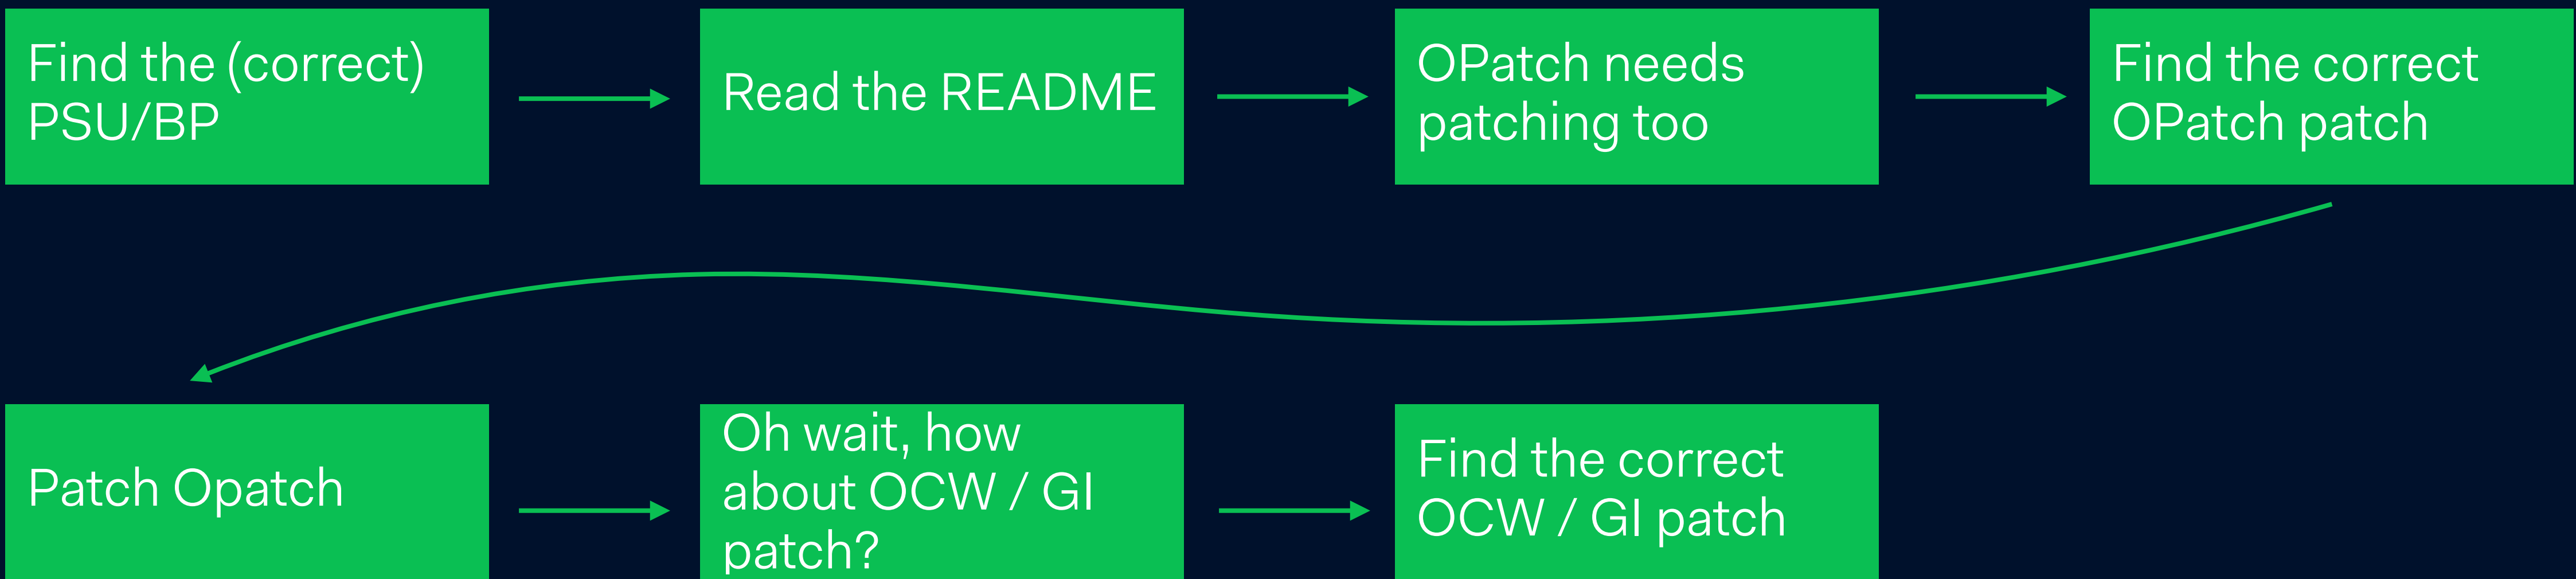 Find the (correct)
PSU/BP
Read the README
OPatch needs
patching too
Find the correct
OPatch patch
Patch Opatch
Oh wait, how
about OCW / GI
patch?
Find the correct
OCW / GI patch